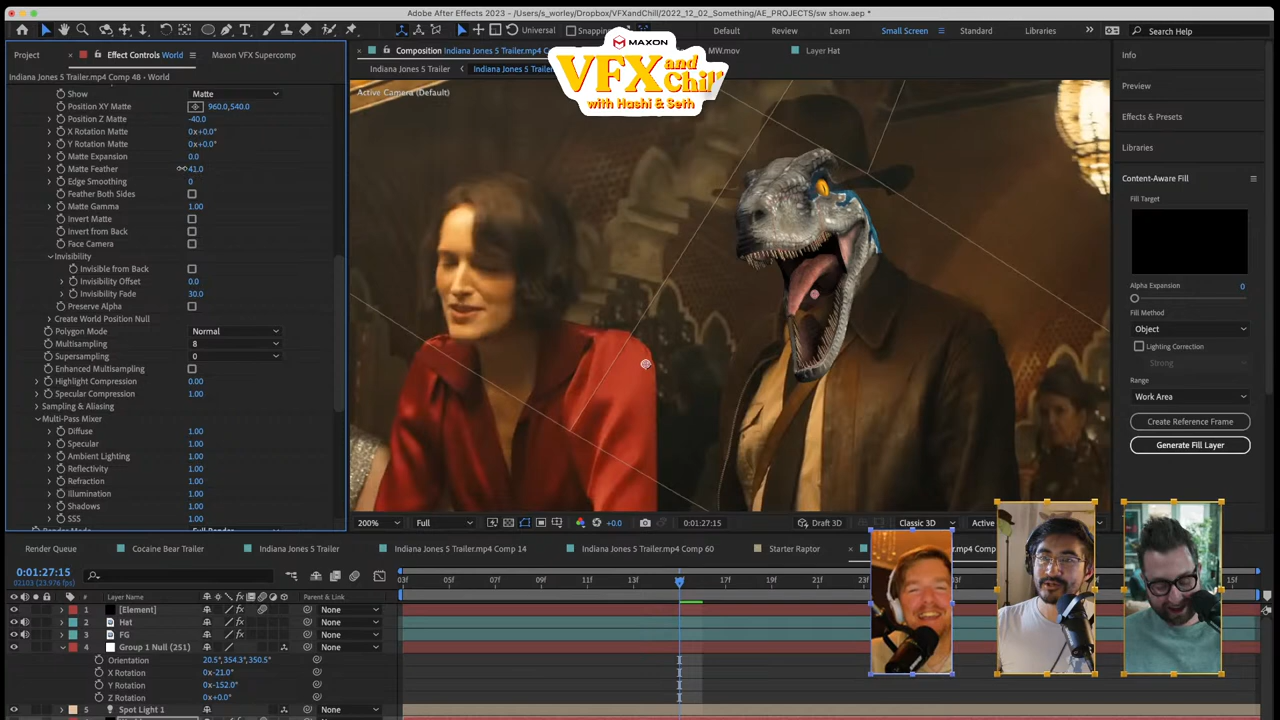 Adobe After Effects 2023 - /Users/s_worley/Dropbox/VFXandChill/2022_12_02_Something/AE_PROJECTS/sw show.aep *
Universal
Snapping
Default
Review
Learn
Small Screen
Standard
Libraries
Search Help
Project
Effect Controls World
Maxon VFX Supercomp
Composition Indiana Jones 5 Trailer.mp4 Comp
MW.mov
Layer Hat
Indiana Jones 5 Trailer.mp4 Comp 48 · World
Indiana Jones 5 Trailer
Indiana Jones 5 Trailer
Active Camera (Default)
MAXON
VFX and Chill
with Hashi & Seth
Show
Matte
Position XY Matte
960.0,540.0
Position Z Matte
-40.0
X Rotation Matte
0x+0.0°
Y Rotation Matte
0x+0.0°
Matte Expansion
0.0
Matte Feather
41.0
Edge Smoothing
0
Feather Both Sides
Matte Gamma
1.00
Invert Matte
Invert from Back
Face Camera
Invisibility
Invisible from Back
Invisibility Offset
0.0
Invisibility Fade
30.0
Preserve Alpha
Create World Position Null
Polygon Mode
Normal
Multisampling
8
Supersampling
0
Enhanced Multisampling
Highlight Compression
0.00
Specular Compression
1.00
Sampling & Aliasing
Multi-Pass Mixer
Diffuse
1.00
Specular
1.00
Ambient Lighting
1.00
Reflectivity
1.00
Refraction
1.00
Illumination
1.00
Shadows
1.00
SSS
1.00
Info
Preview
Effects & Presets
Libraries
Content-Aware Fill
Fill Target
Alpha Expansion
0
Fill Method
Object
Lighting Correction
Strong
Range
Work Area
Create Reference Frame
Generate Fill Layer
200%
Full
+0.0
0:01:27:15
Draft 3D
Classic 3D
Active
Render Queue
Cocaine Bear Trailer
Indiana Jones 5 Trailer
Indiana Jones 5 Trailer.mp4 Comp 14
Indiana Jones 5 Trailer.mp4 Comp 60
Starter Raptor
.mp4 Comp
0:01:27:15
02103 (23.976 fps)
03f
05f
07f
09f
11f
13f
17f
19f
21f
23f
15f
#
Layer Name
Parent & Link
1
[Element]
None
2
Hat
None
3
FG
None
4
Group 1 Null (251)
None
Orientation
20.5°,354.3°,350.5°
X Rotation
0x-21.0°
Y Rotation
0x-152.0°
Z Rotation
0x+0.0°
5
Spot Light 1
None